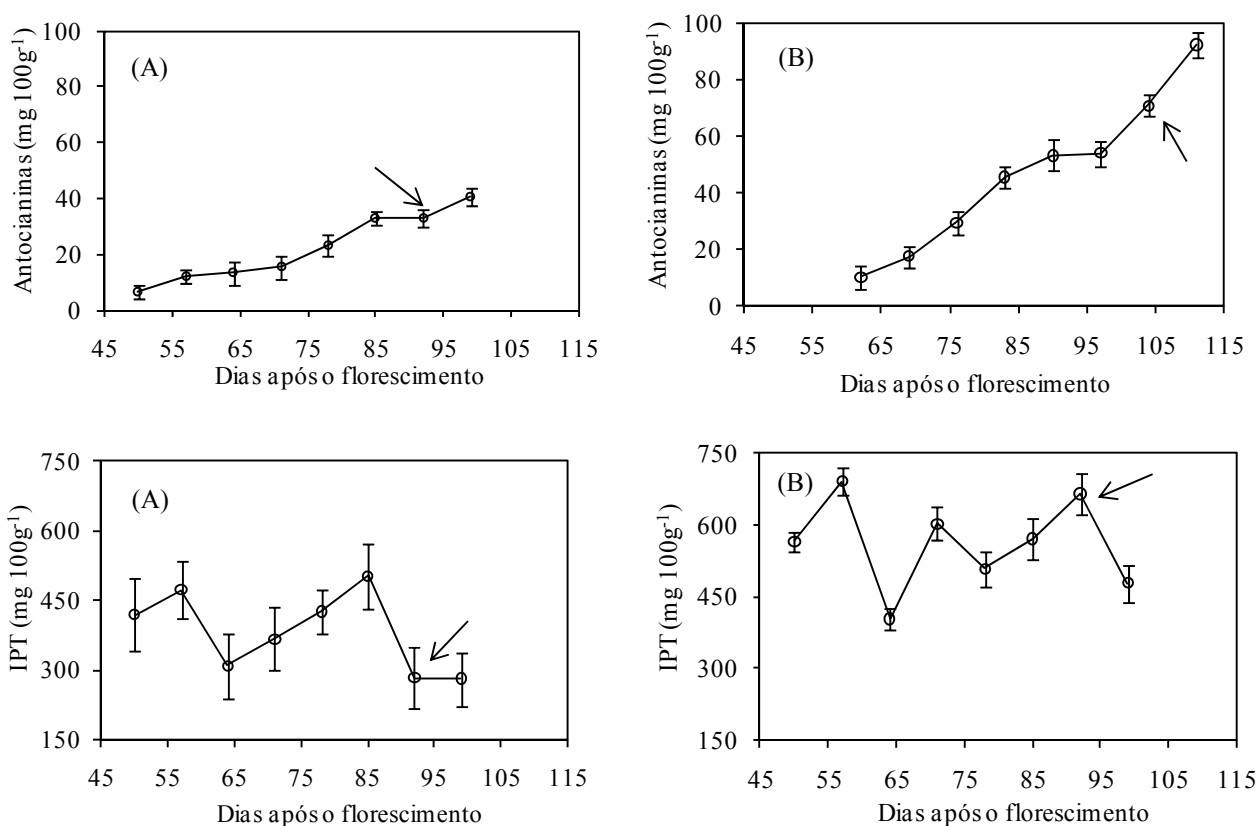 (A)
Antocianinas (mg 100g-1)
100
80
60
40
20
0
45 55 65 75 85 95 105 115
Dias após o florescimento
(B)
Antocianinas (mg 100g-1)
100
80
60
40
20
0
45 55 65 75 85 95 105 115
Dias após o florescimento
(A)
IPT (mg 100g-1)
750
600
450
300
150
45 55 65 75 85 95 105 115
Dias após o florescimento
(B)
IPT (mg 100g-1)
750
600
450
300
150
45 55 65 75 85 95 105 115
Dias após o florescimento